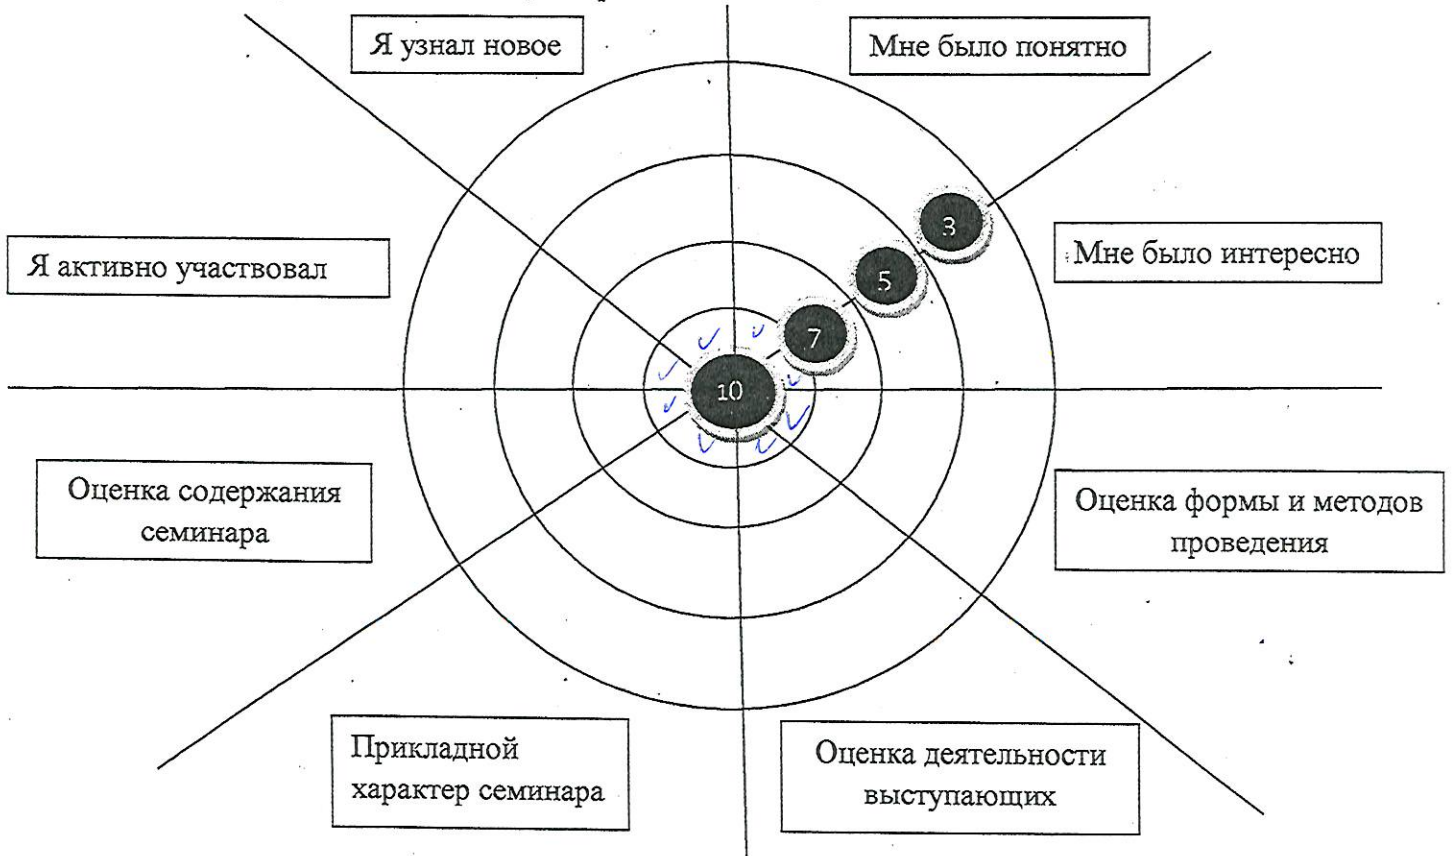 Я узнал новое
Мне было понятно
Я активно участвовал
Мне было интересно
3
5
7
10
Оценка содержания
семинара
Оценка формы и методов
проведения
Прикладной
характер семинара
Оценка деятельности
выступающих